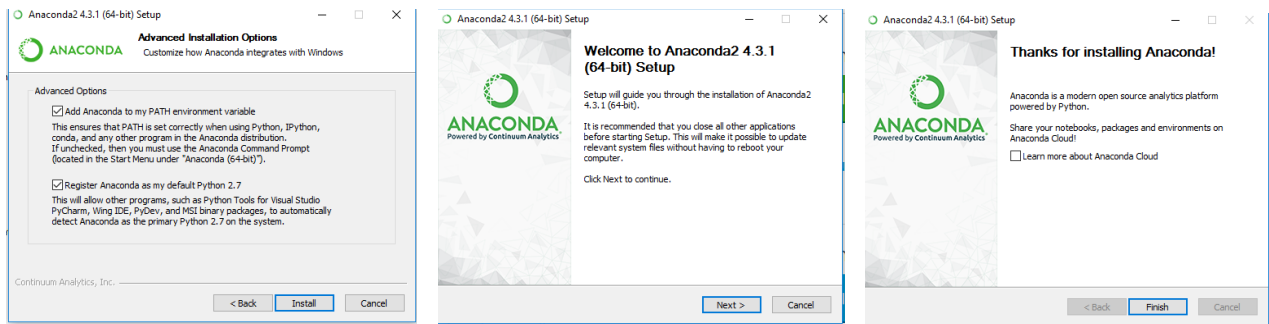 Anaconda2 4.3.1 (64-bit) Setup
ANACONDA
Advanced Installation Options
Customize how Anaconda integrates with Windows
Advanced Options
Add Anaconda to my PATH environment variable
This ensures that PATH is set correctly when using Python, IPython,
conda, and any other program in the Anaconda distribution.
If unchecked, then you must use the Anaconda Command Prompt
(located in the Start Menu under "Anaconda (64-bit)").
Register Anaconda as my default Python 2.7
This will allow other programs, such as Python Tools for Visual Studio
PyCharm, Wing IDE, PyDev, and MSI binary packages, to automatically
detect Anaconda as the primary Python 2.7 on the system.
Continuum Analytics, Inc.
< Back
Install
Cancel
Anaconda2 4.3.1 (64-bit) Setup
ANACONDA
Powered by Continuum Analytics
Welcome to Anaconda2 4.3.1
(64-bit) Setup
Setup will guide you through the installation of Anaconda2
4.3.1 (64-bit).
It is recommended that you close all other applications
before starting Setup. This will make it possible to update
relevant system files without having to reboot your
computer.
Click Next to continue.
Next >
Cancel
Anaconda2 4.3.1 (64-bit) Setup
ANACONDA
Powered by Continuum Analytics
Thanks for installing Anaconda!
Anaconda is a modern open source analytics platform
powered by Python.
Share your notebooks, packages and environments on
Anaconda Cloud!
Learn more about Anaconda Cloud
< Back
Finish
Cancel